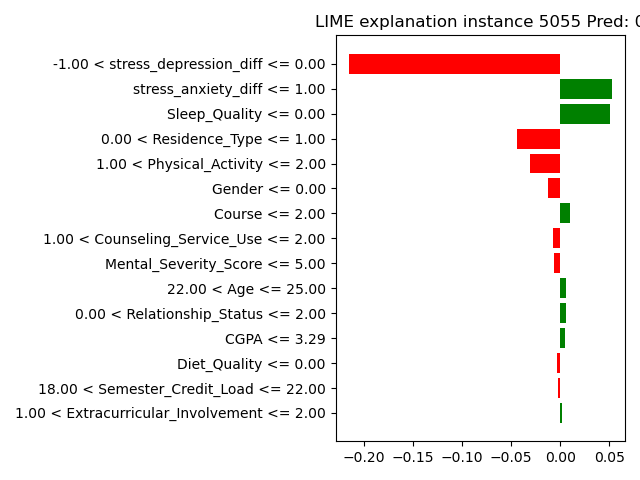 LIME explanation instance 5055 Pred: 0
-1.00 < stress_depression_diff <= 0.00
stress_anxiety_diff <= 1.00
Sleep_Quality <= 0.00
0.00 < Residence_Type <= 1.00
1.00 < Physical_Activity <= 2.00
Gender <= 0.00
Course <= 2.00
1.00 < Counseling_Service_Use <= 2.00
Mental_Severity_Score <= 5.00
22.00 < Age <= 25.00
0.00 < Relationship_Status <= 2.00
CGPA <= 3.29
Diet_Quality <= 0.00
18.00 < Semester_Credit_Load <= 22.00
1.00 < Extracurricular_Involvement <= 2.00
−0.20 −0.15 −0.10 −0.05 0.00 0.05